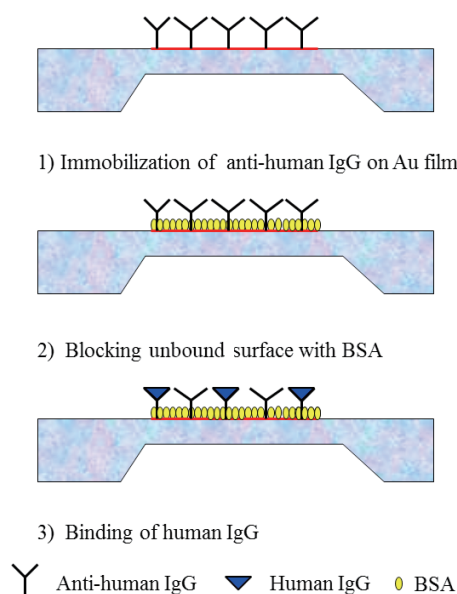 1) Immobilization of anti-human IgG on Au film
2) Blocking unbound surface with BSA
3) Binding of human IgG
Anti-human IgG Human IgG BSA